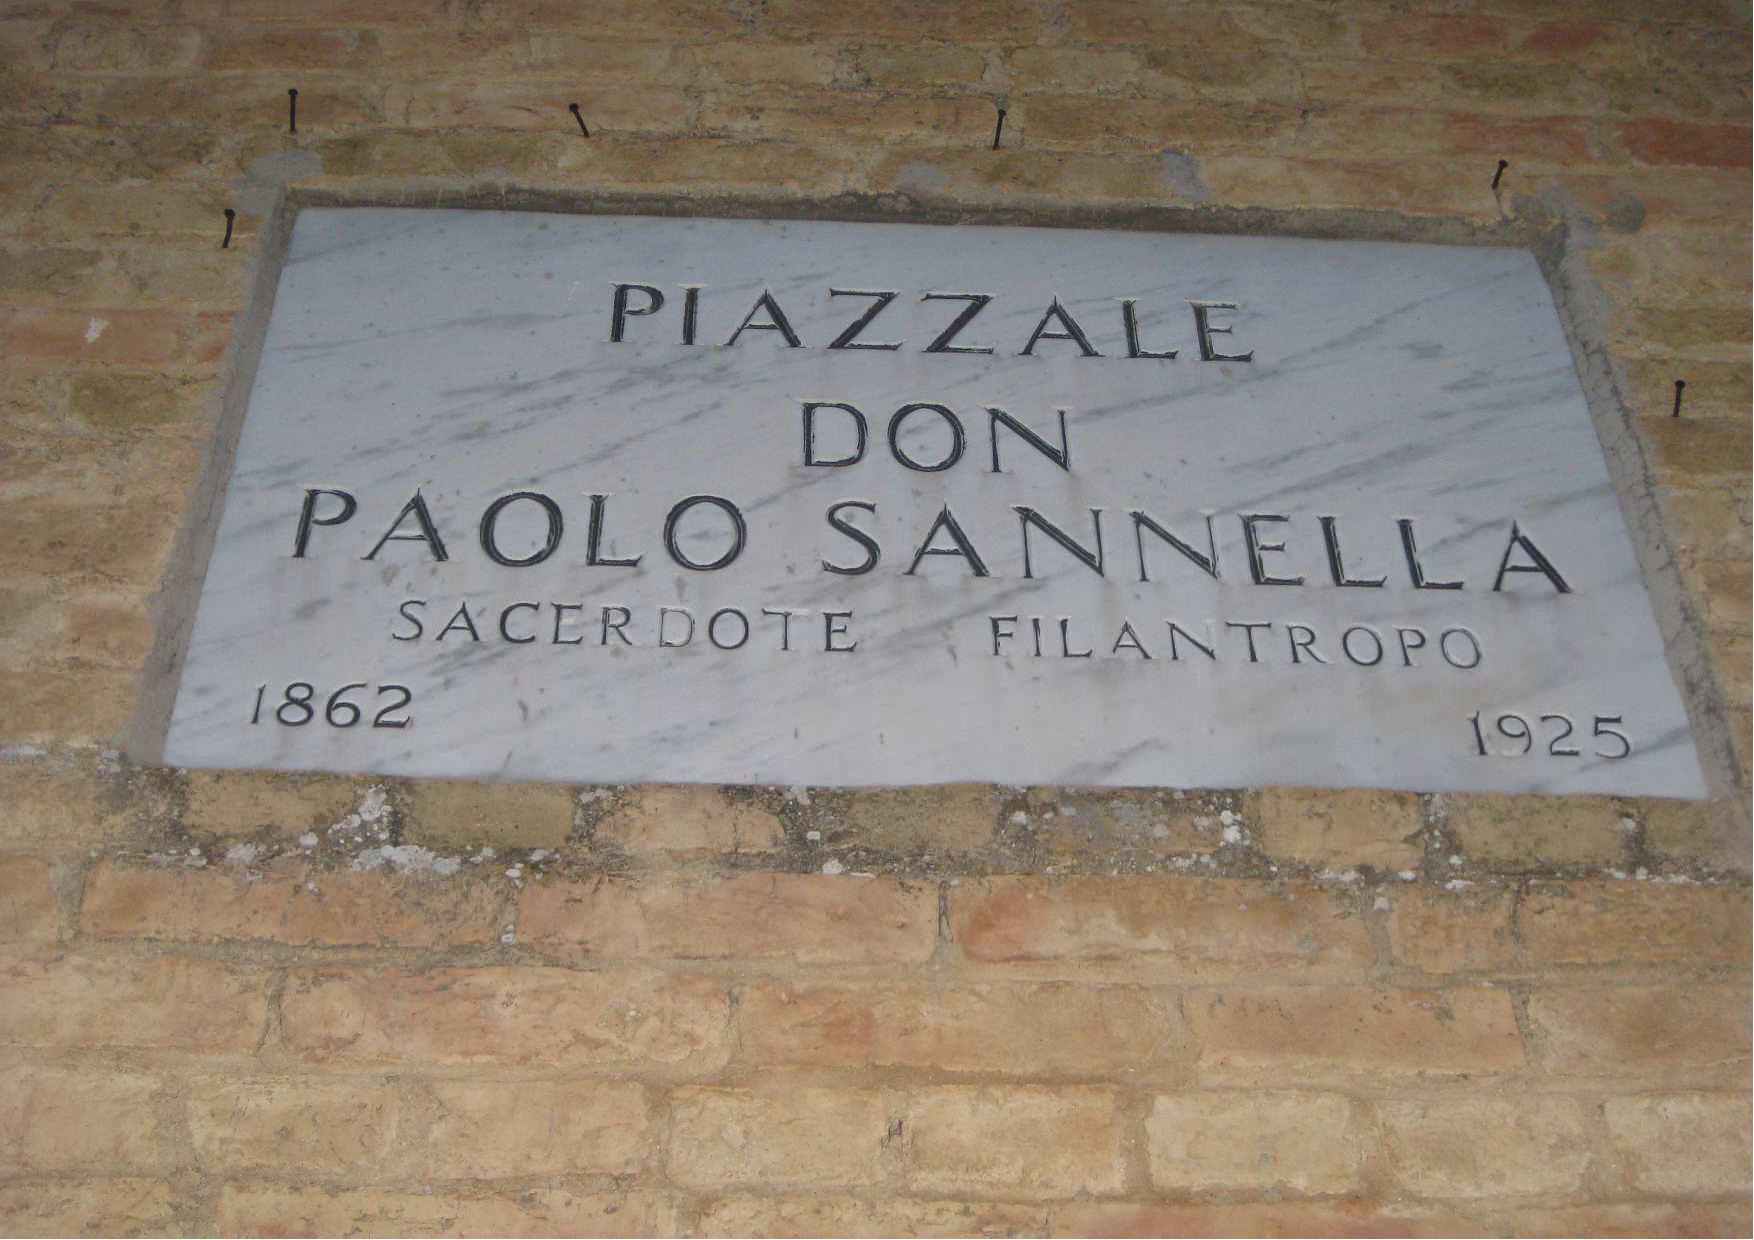 PIAZZALE
DON
PAOLO SANNELLA
SACERDOTE FILANTROPO
1862 1925